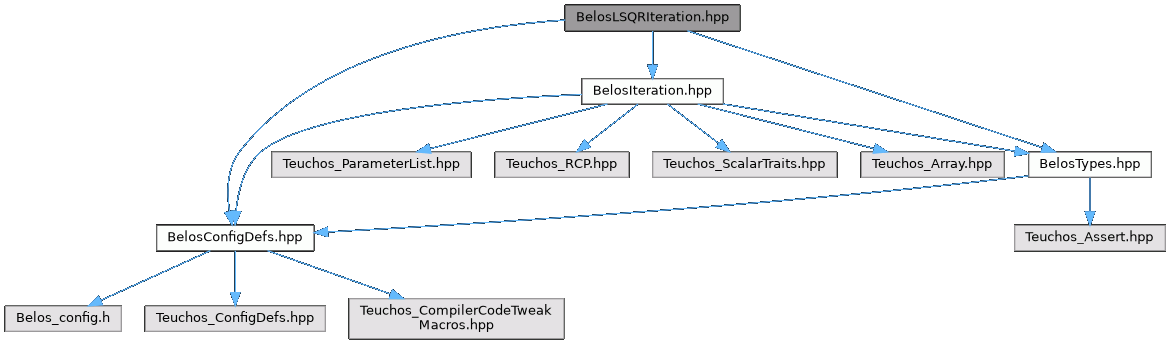 BelosLSQRIteration.hpp
BelosIteration.hpp
Teuchos_ParameterList.hpp
Teuchos_RCP.hpp
Teuchos_ScalarTraits.hpp
Teuchos_Array.hpp
BelosTypes.hpp
BelosConfigDefs.hpp
Teuchos_Assert.hpp
Belos_config.h
Teuchos_ConfigDefs.hpp
Teuchos_CompilerCodeTweak
Macros.hpp